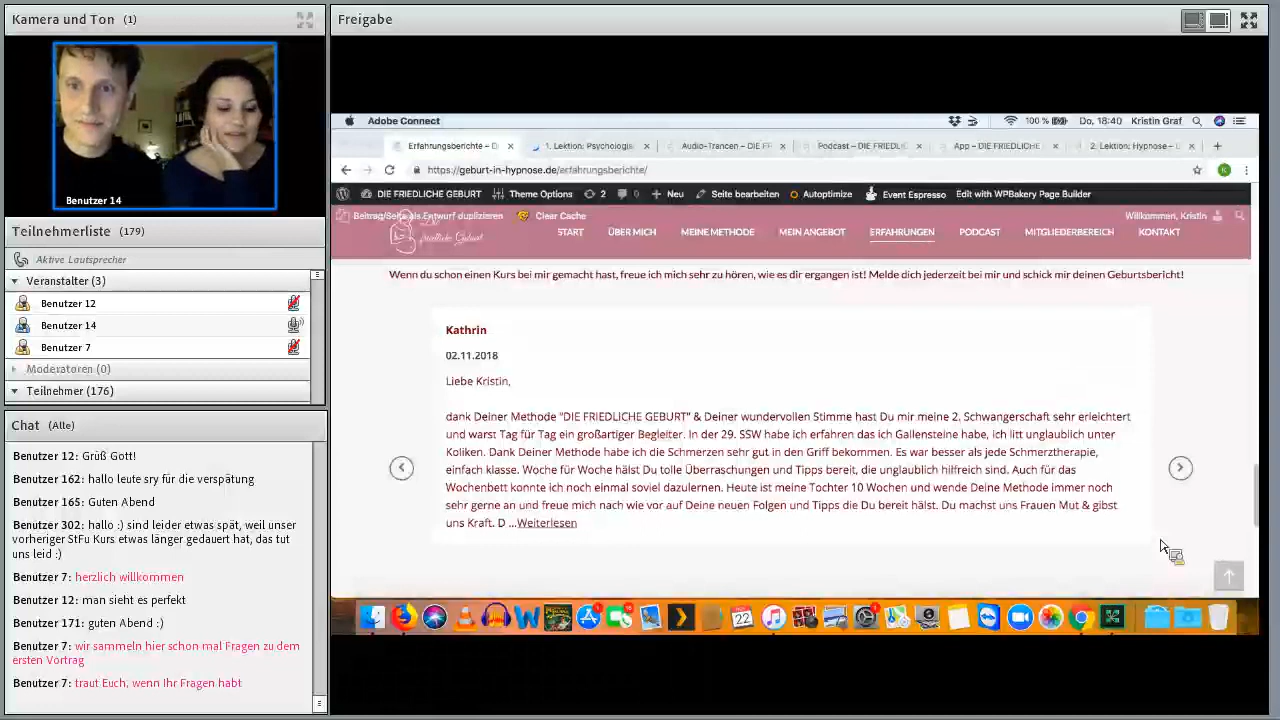 Kamera und Ton (1)
Benutzer 14
Teilnehmerliste (179)
Aktive Lautsprecher
Veranstalter (3)
Benutzer 12
Benutzer 14
Benutzer 7
Moderatoren (0)
Teilnehmer (176)
Chat (Alle)
Benutzer 12: Grüß Gott!
Benutzer 162: hallo leute sry für die verspätung
Benutzer 165: Guten Abend
Benutzer 302: hallo :) sind leider etwas spät, weil unser
vorheriger StFu Kurs etwas länger gedauert hat, das tut
uns leid :)
Benutzer 7: herzlich willkommen
Benutzer 12: man sieht es perfekt
Benutzer 171: guten Abend :)
Benutzer 7: wir sammeln hier schon mal Fragen zu dem
ersten Vortrag
Benutzer 7: traut Euch, wenn Ihr Fragen habt
Freigabe
Adobe Connect
100 %
Do. 18:40
Kristin Graf
Erfahrungsberichte – D
1. Lektion: Psychologie
Audio-Trancen – DIE FR
Podcast – DIE FRIEDLIC
App – DIE FRIEDLICHE
2. Lektion: Hypnose – D
https://geburt-in-hypnose.de/erfahrungsberichte/
K
DIE FRIEDLICHE GEBURT
Theme Options
2
0
Neu
Seite bearbeiten
Autoptimize
Event Espresso
Edit with WPBakery Page Builder
Beitrag/Seite als Entwurf duplizieren
Clear Cache
Willkommen, Kristin
Die friedliche Geburt
START
ÜBER MICH
MEINE METHODE
MEIN ANGEBOT
ERFAHRUNGEN
PODCAST
MITGLIEDERBEREICH
KONTAKT
Wenn du schon einen Kurs bei mir gemacht hast, freue ich mich sehr zu hören, wie es dir ergangen ist! Melde dich jederzeit bei mir und schick mir deinen Geburtsbericht!
Kathrin
02.11.2018
Liebe Kristin,
dank Deiner Methode "DIE FRIEDLICHE GEBURT" & Deiner wundervollen Stimme hast Du mir meine 2. Schwangerschaft sehr erleichtert
und warst Tag für Tag ein großartiger Begleiter. In der 29. SSW habe ich erfahren das ich Gallensteine habe, ich litt unglaublich unter
Koliken. Dank Deiner Methode habe ich die Schmerzen sehr gut in den Griff bekommen. Es war besser als jede Schmerztherapie,
einfach klasse. Woche für Woche hälst Du tolle Überraschungen und Tipps bereit, die unglaublich hilfreich sind. Auch für das
Wochenbett konnte ich noch einmal soviel dazulernen. Heute ist meine Tochter 10 Wochen und wende Deine Methode immer noch
sehr gerne an und freue mich nach wie vor auf Deine neuen Folgen und Tipps die Du bereit hälst. Du machst uns Frauen Mut & gibst
uns Kraft. D ...Weiterlesen
22